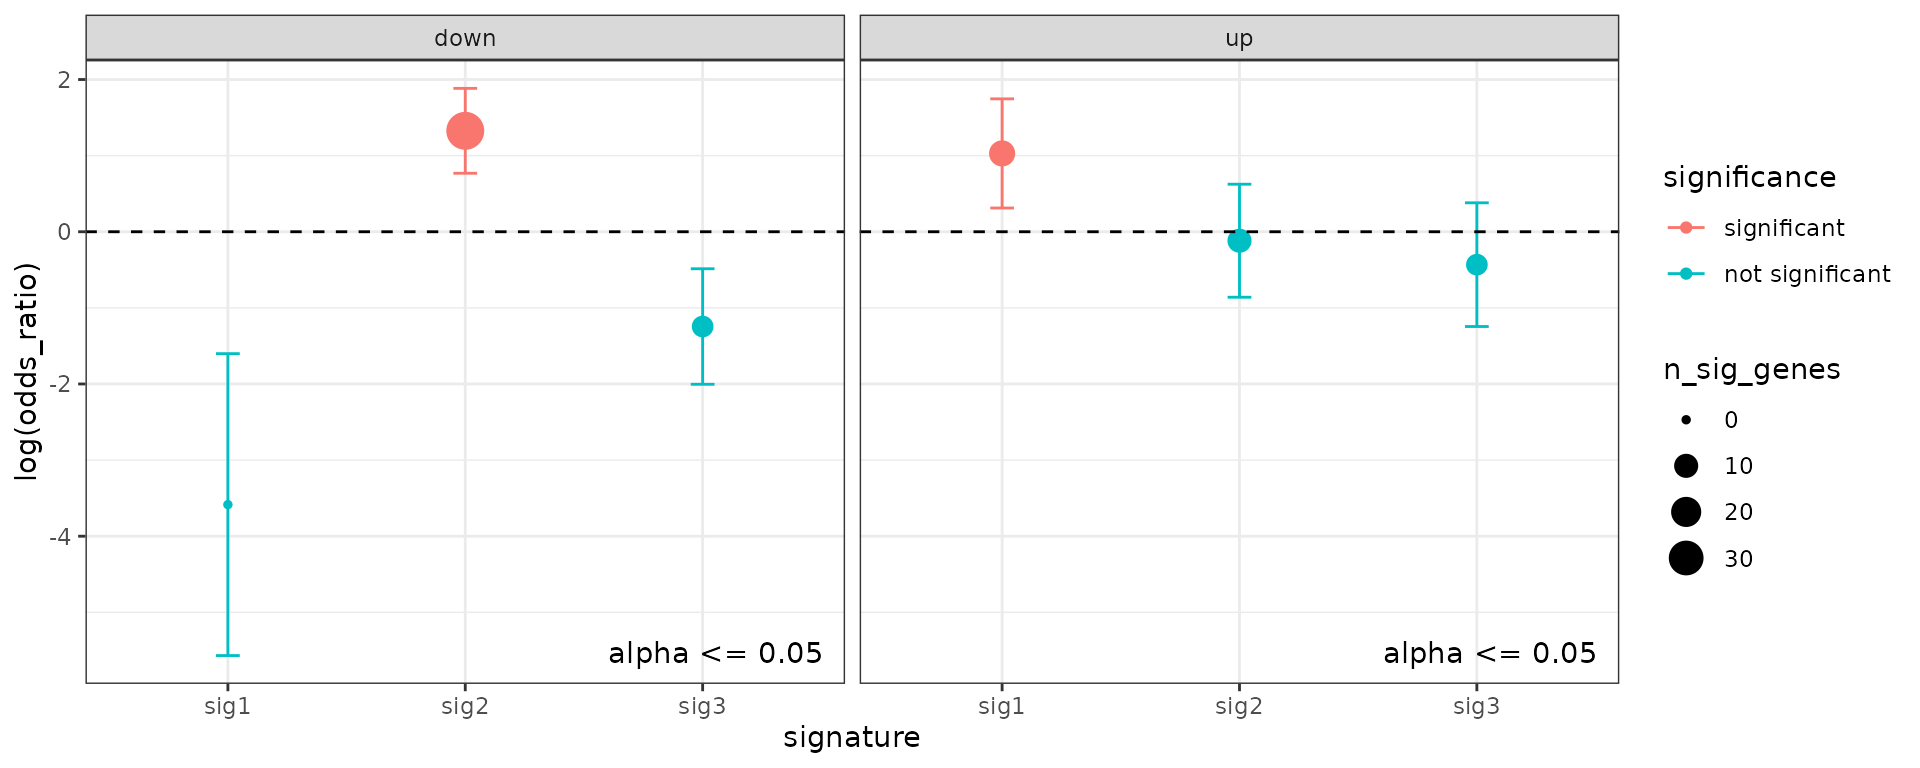 down
up
2
0
-2
-4
log(odds_ratio)
alpha <= 0.05
alpha <= 0.05
sig1
sig2
sig3
sig1
sig2
sig3
signature
significance
significant
not significant
n_sig_genes
0
10
20
30